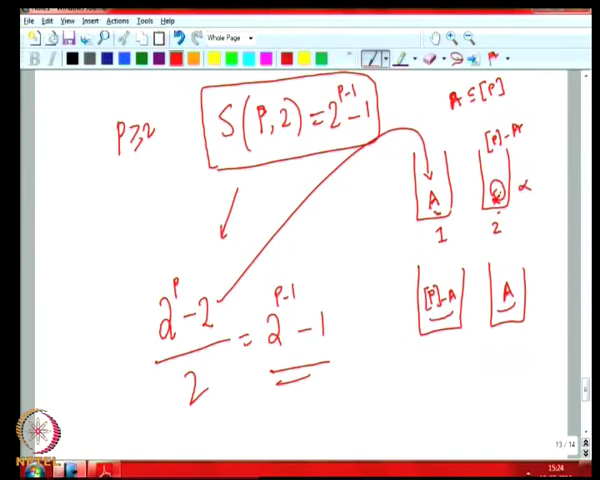 File Edit View Insert Actions Tools Help
Whole Page
B
P≥2
S(P,2) = 2^{P-1} - 1
A ⊆ [P]
[P]-A
A
1
2
α
2^P - 2
2
= 2^{P-1} - 1
[P]-A
A
13 / 14
NPTEL
15:24